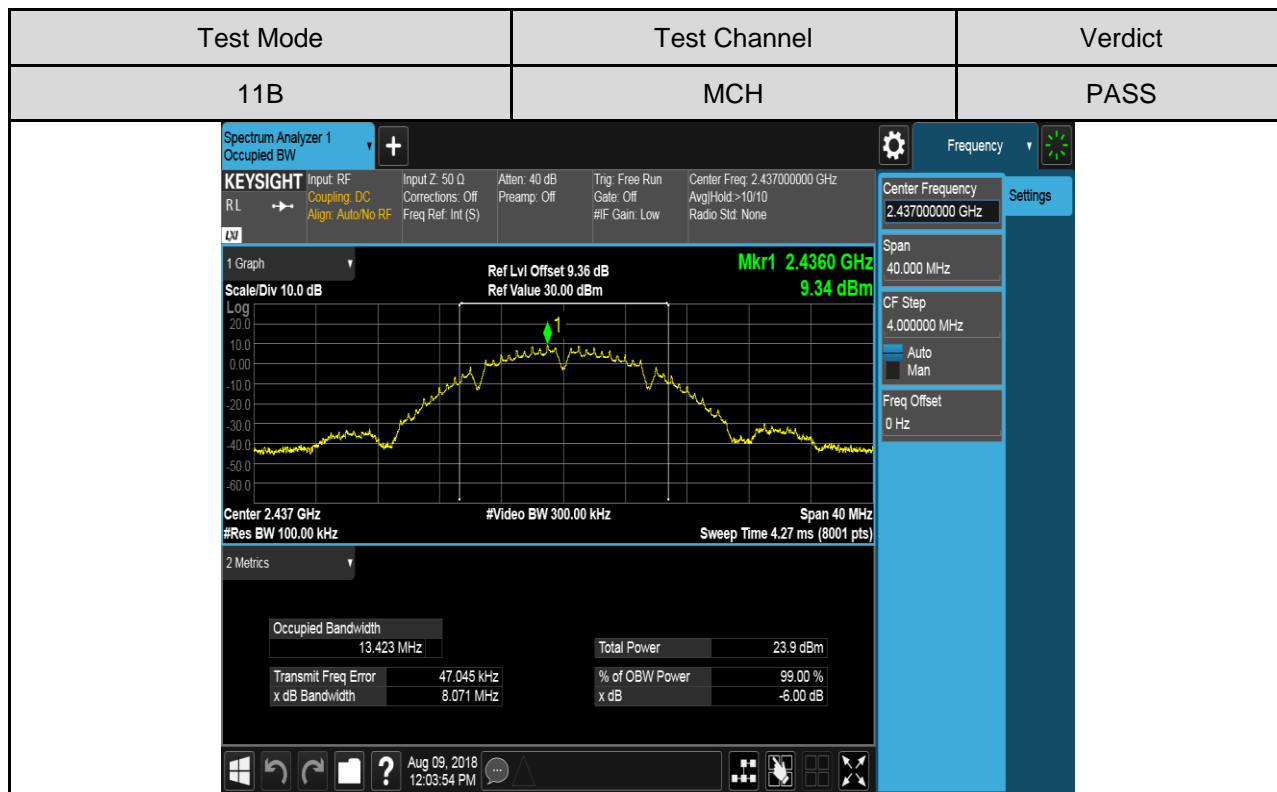 Test Mode Test Channel Verdict
11B MCH PASS
Spectrum Analyzer 1
Occupied BW
+
Frequency
KEYSIGHT Input: RF Input Z: 50 Ω Atten: 40 dB Trig: Free Run Center Freq: 2.437000000 GHz
RL Coupling: DC Corrections: Off Preamp: Off Gate: Off Avg|Hold:>10/10
Align: Auto/No RF Freq Ref: Int (S) #IF Gain: Low Radio Std: None
LXI
Center Frequency
2.437000000 GHz
Settings
Span
40.000 MHz
CF Step
4.000000 MHz
Auto
Man
Freq Offset
0 Hz
1 Graph
Ref Lvl Offset 9.36 dB Mkr1 2.4360 GHz
Scale/Div 10.0 dB Ref Value 30.00 dBm 9.34 dBm
Log
20.0
10.0
0.00
-10.0
-20.0
-30.0
-40.0
-50.0
-60.0
1
Center 2.437 GHz #Video BW 300.00 kHz Span 40 MHz
#Res BW 100.00 kHz Sweep Time 4.27 ms (8001 pts)
2 Metrics
Occupied Bandwidth
13.423 MHz Total Power 23.9 dBm
Transmit Freq Error 47.045 kHz % of OBW Power 99.00 %
x dB Bandwidth 8.071 MHz x dB -6.00 dB
? Aug 09, 2018
12:03:54 PM